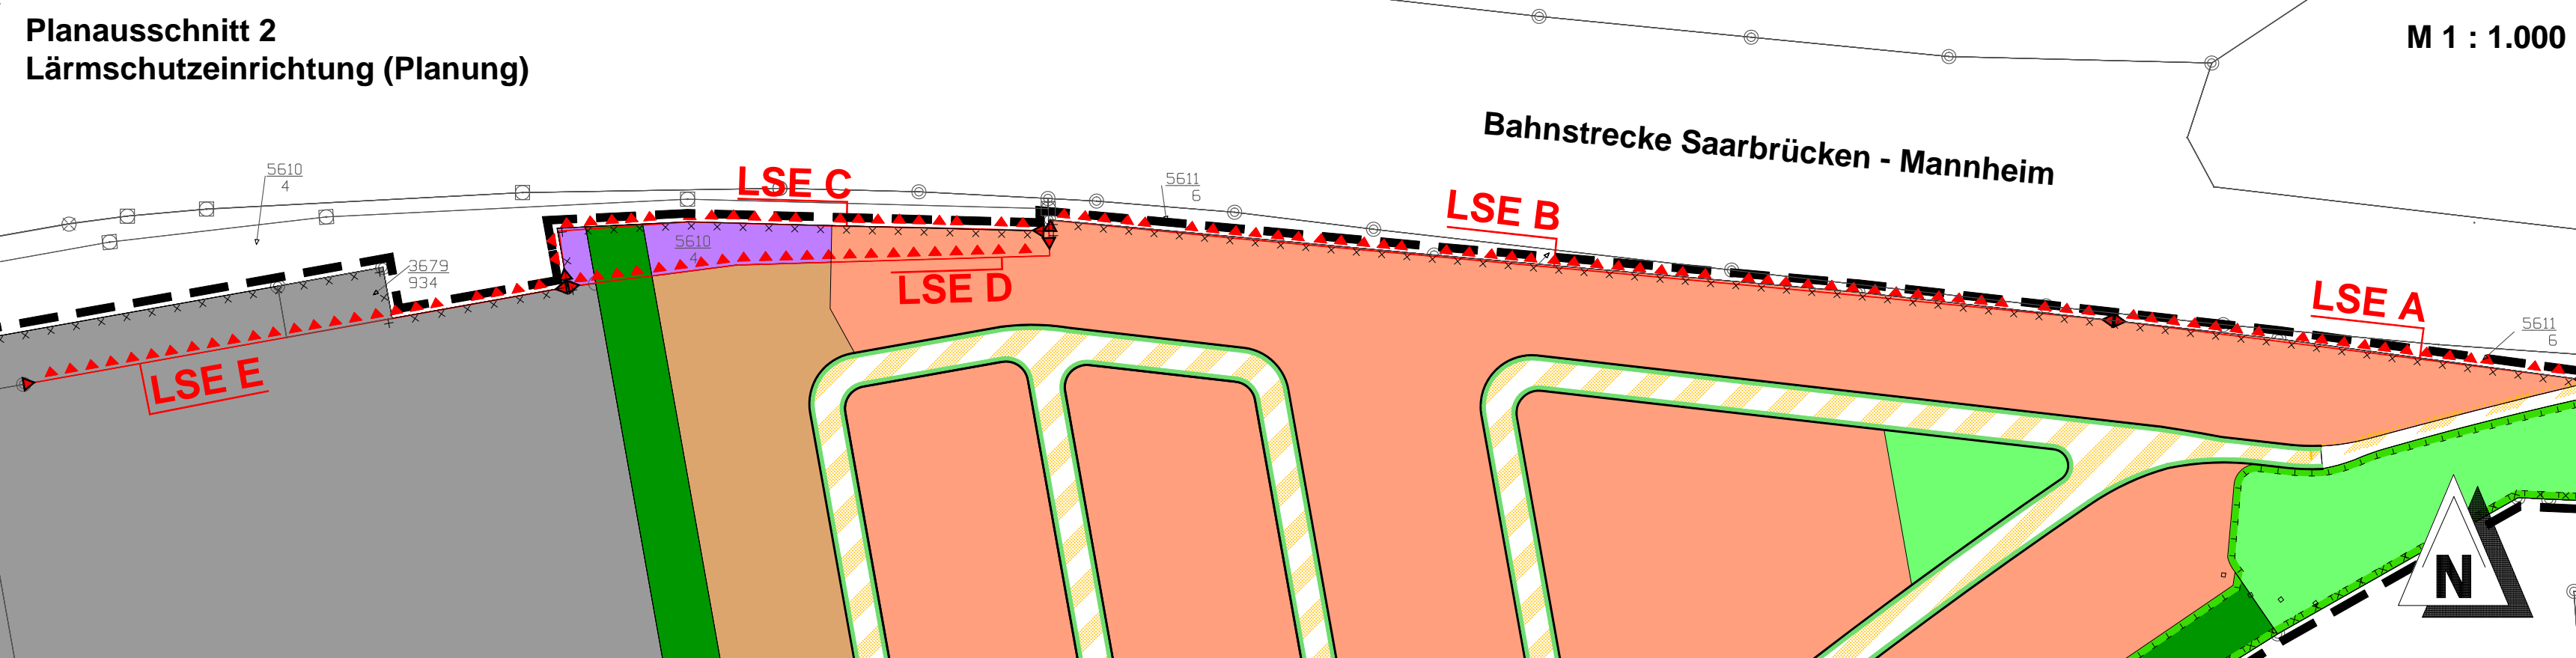 Planausschnitt 2
Lärmschutzeinrichtung (Planung)
M 1 : 1.000
Bahnstrecke Saarbrücken - Mannheim
5610
4
LSE C
5611
6
LSE B
5610
4
3679
934
LSE D
LSE A
5611
6
LSE E
N